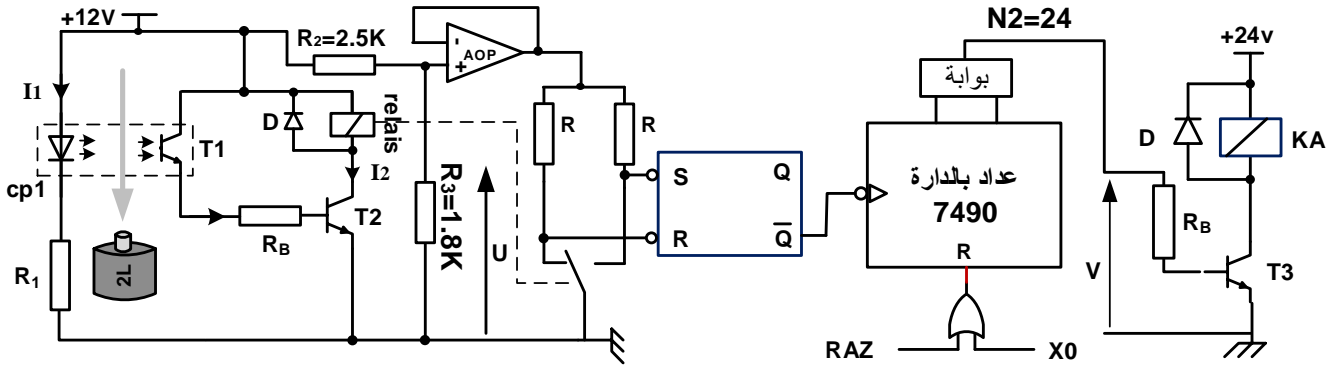 +12V
R2=2.5K
- AOP
+
N2=24
+24v
بوابة
I1
D
relais
T1
R
R
D
KA
cp1
I2
T2
RB
R3=1.8K
U
S Q
R Q̅
عداد بالدارة
7490
R
V
RB
T3
R1
2L
RAZ
X0